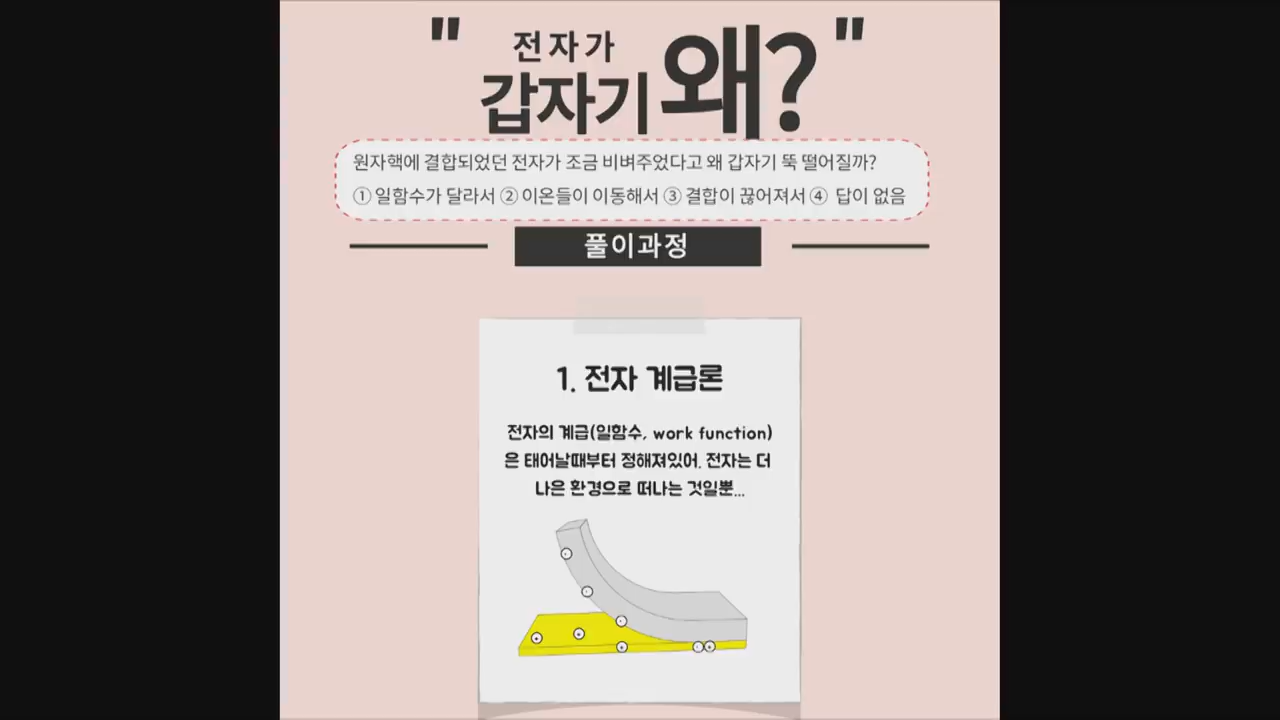 " 전자가 "
갑자기 왜?
원자핵에 결합되었던 전자가 조금 비벼주었다고 왜 갑자기 뚝 떨어질까?
① 일함수가 달라서 ② 이온들이 이동해서 ③ 결합이 끊어져서 ④ 답이 없음
풀이과정
1. 전자 계급론
전자의 계급(일함수, work function)
은 태어날때부터 정해져있어. 전자는 더
나은 환경으로 떠나는 것일뿐...